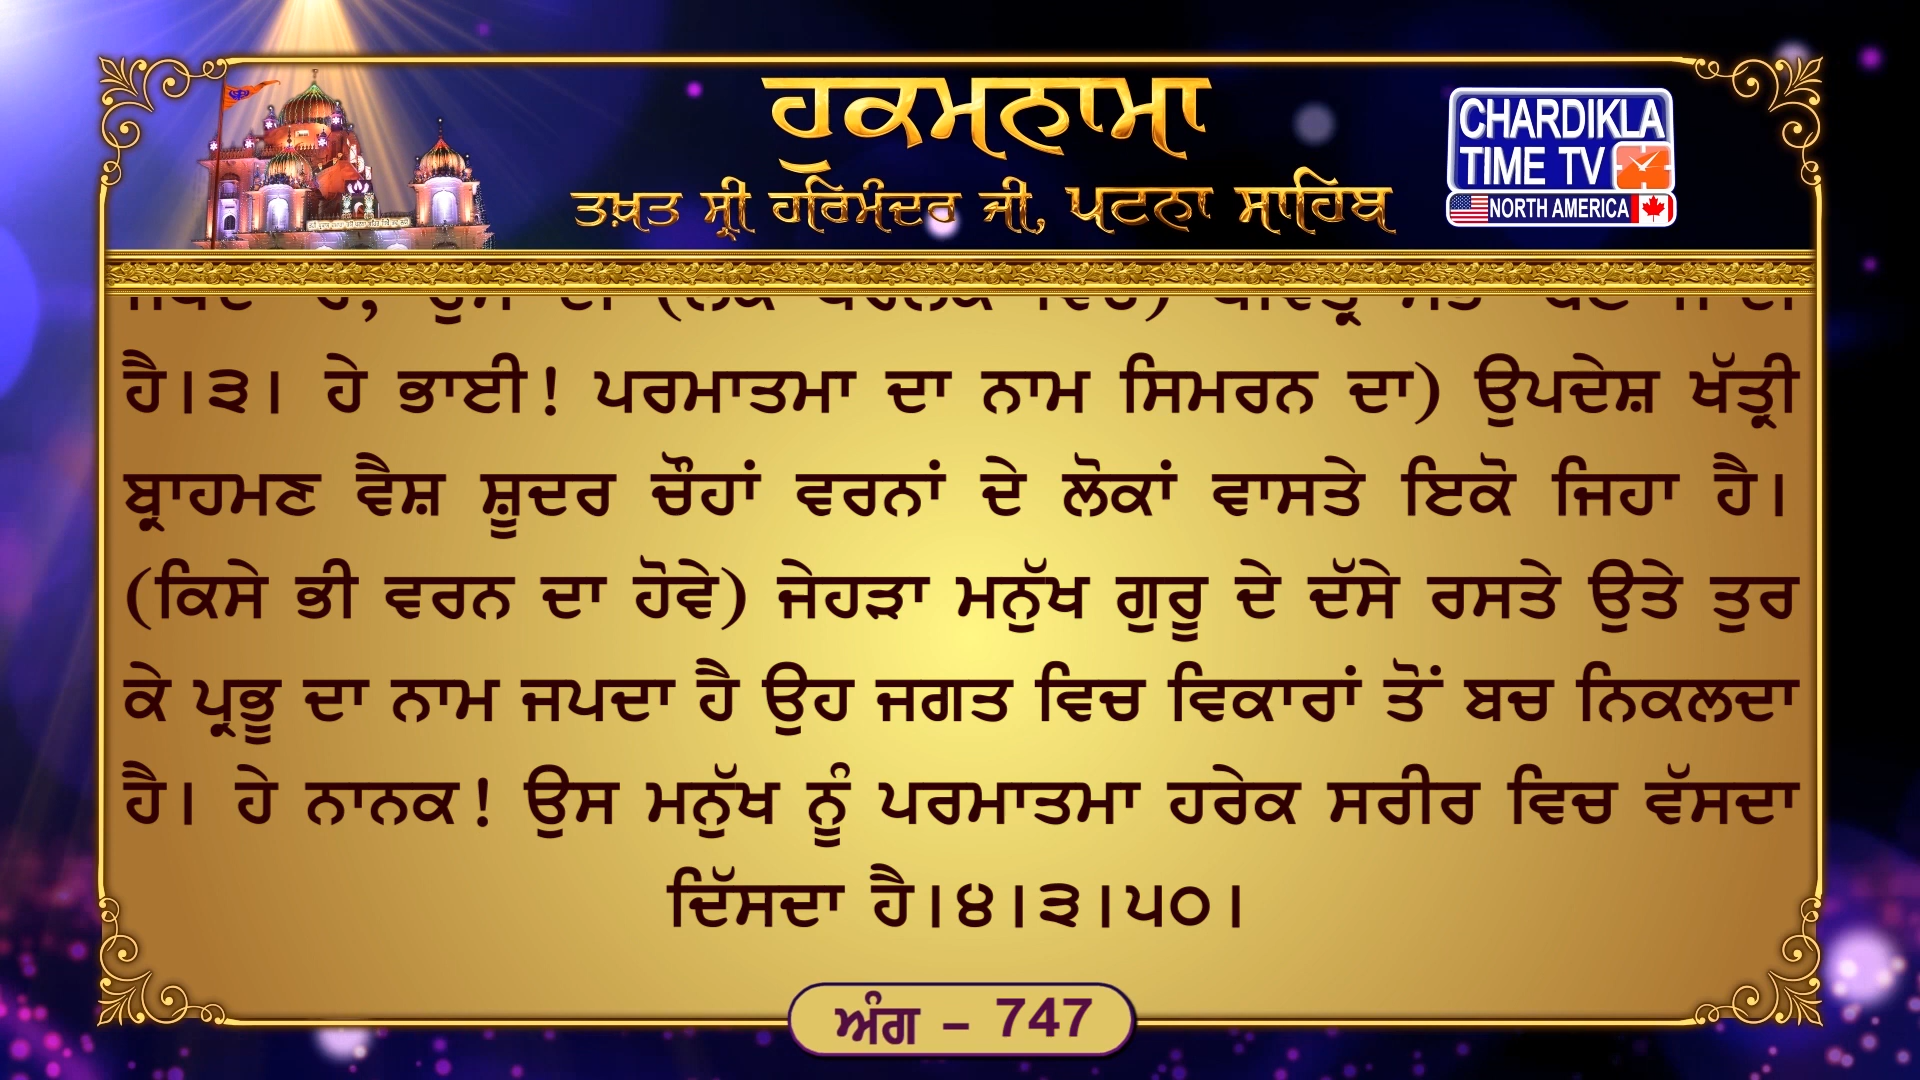 ਹੁਕਮਨਾਮਾ
ਤਖ਼ਤ ਸ੍ਰੀ ਹਰਿਮੰਦਰ ਜੀ, ਪਟਨਾ ਸਾਹਿਬ
CHARDIKLA
TIME TV
NORTH AMERICA
ਹੈ।੩। ਹੇ ਭਾਈ! ਪਰਮਾਤਮਾ ਦਾ ਨਾਮ ਸਿਮਰਨ ਦਾ) ਉਪਦੇਸ਼ ਖੱਤ੍ਰੀ
ਬ੍ਰਾਹਮਣ ਵੈਸ਼ ਸ਼ੂਦਰ ਚੌਹਾਂ ਵਰਨਾਂ ਦੇ ਲੋਕਾਂ ਵਾਸਤੇ ਇਕੋ ਜਿਹਾ ਹੈ।
(ਕਿਸੇ ਭੀ ਵਰਨ ਦਾ ਹੋਵੇ) ਜੇਹੜਾ ਮਨੁੱਖ ਗੁਰੂ ਦੇ ਦੱਸੇ ਰਸਤੇ ਉਤੇ ਤੁਰ
ਕੇ ਪ੍ਰਭੂ ਦਾ ਨਾਮ ਜਪਦਾ ਹੈ ਉਹ ਜਗਤ ਵਿਚ ਵਿਕਾਰਾਂ ਤੋਂ ਬਚ ਨਿਕਲਦਾ
ਹੈ। ਹੇ ਨਾਨਕ! ਉਸ ਮਨੁੱਖ ਨੂੰ ਪਰਮਾਤਮਾ ਹਰੇਕ ਸਰੀਰ ਵਿਚ ਵੱਸਦਾ
ਦਿੱਸਦਾ ਹੈ।੪।੩।੫੦।
ਅੰਗ – 747